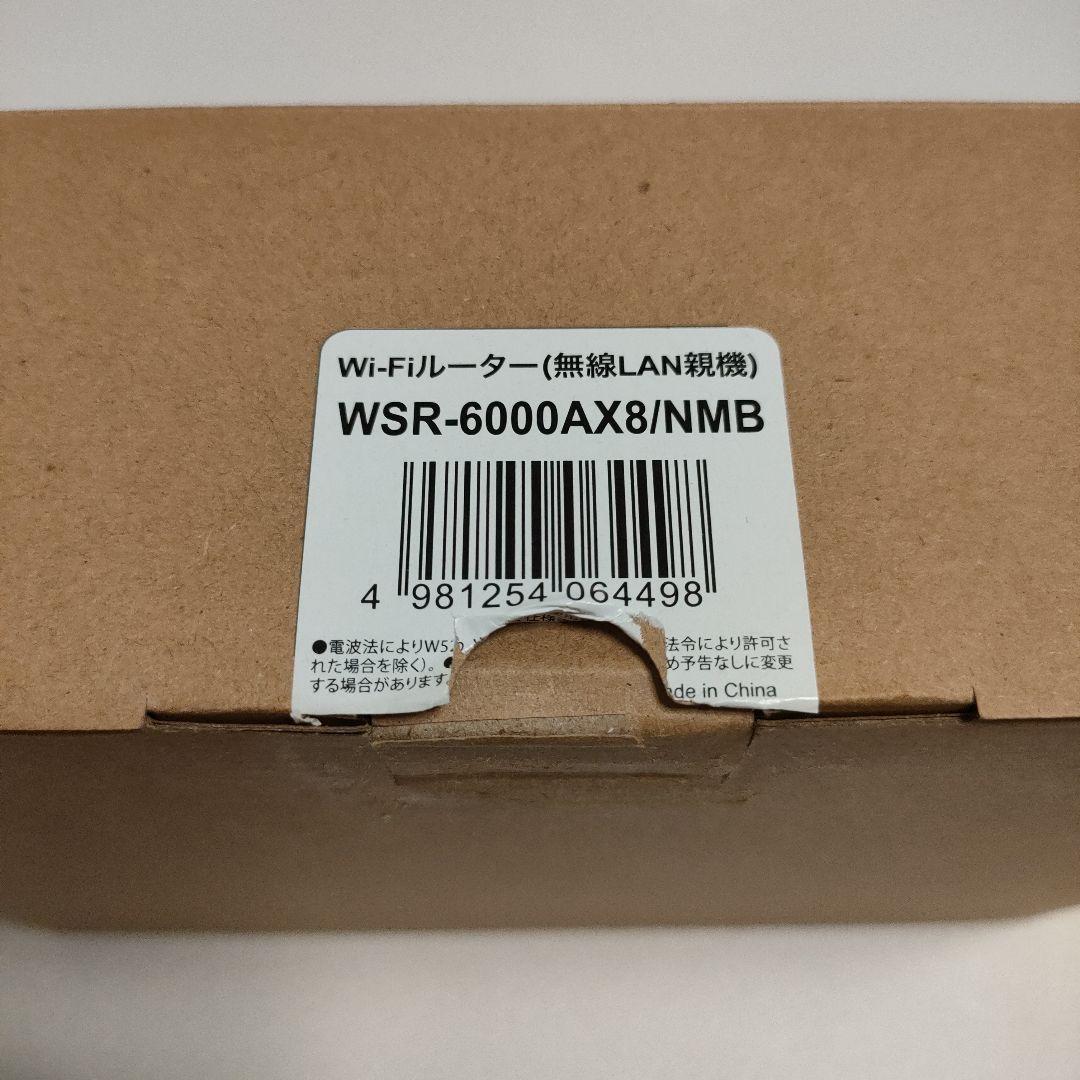 Wi-Fiルーター(無線LAN親機)
WSR-6000AX8/NMB
4 981254 064498
●電波法によりW52 法令により許可さ
れた場合を除く)。● め予告なしに変更
する場合があります。 de in China